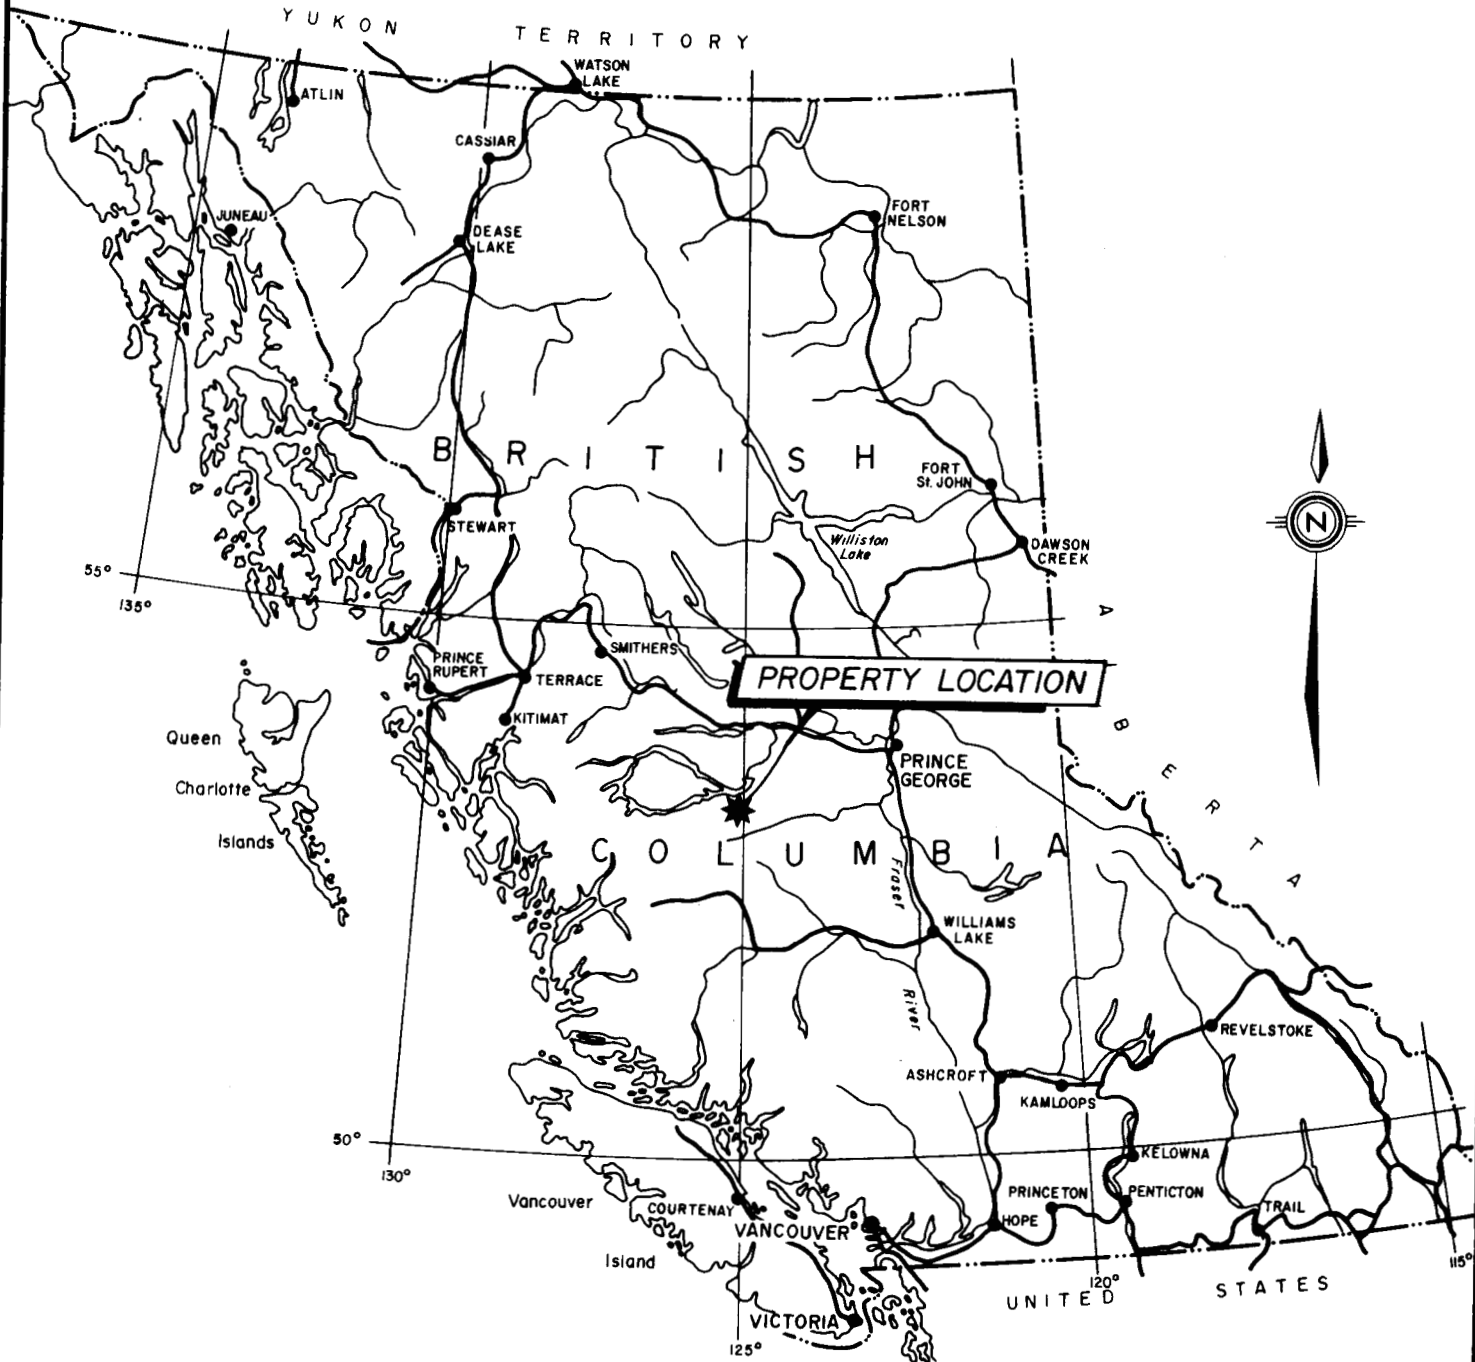 YUKON TERRITORY
WATSON
LAKE
ATLIN
CASSIAR
JUNEAU
DEASE
LAKE
FORT
NELSON
BRITISH
FORT
St. JOHN
STEWART
Williston
Lake
DAWSON
CREEK
N
55°
135°
ALBERTA
SMITHERS
PRINCE
RUPERT
TERRACE
PROPERTY LOCATION
KITIMAT
Queen
Charlotte
Islands
PRINCE
GEORGE
COLUMBIA
Fraser
River
WILLIAMS
LAKE
REVELSTOKE
ASHCROFT
KAMLOOPS
50°
130°
KELOWNA
Vancouver
Island
COURTENAY
PRINCETON
PENTICTON
VANCOUVER
HOPE
TRAIL
120°
115°
UNITED STATES
VICTORIA
125°